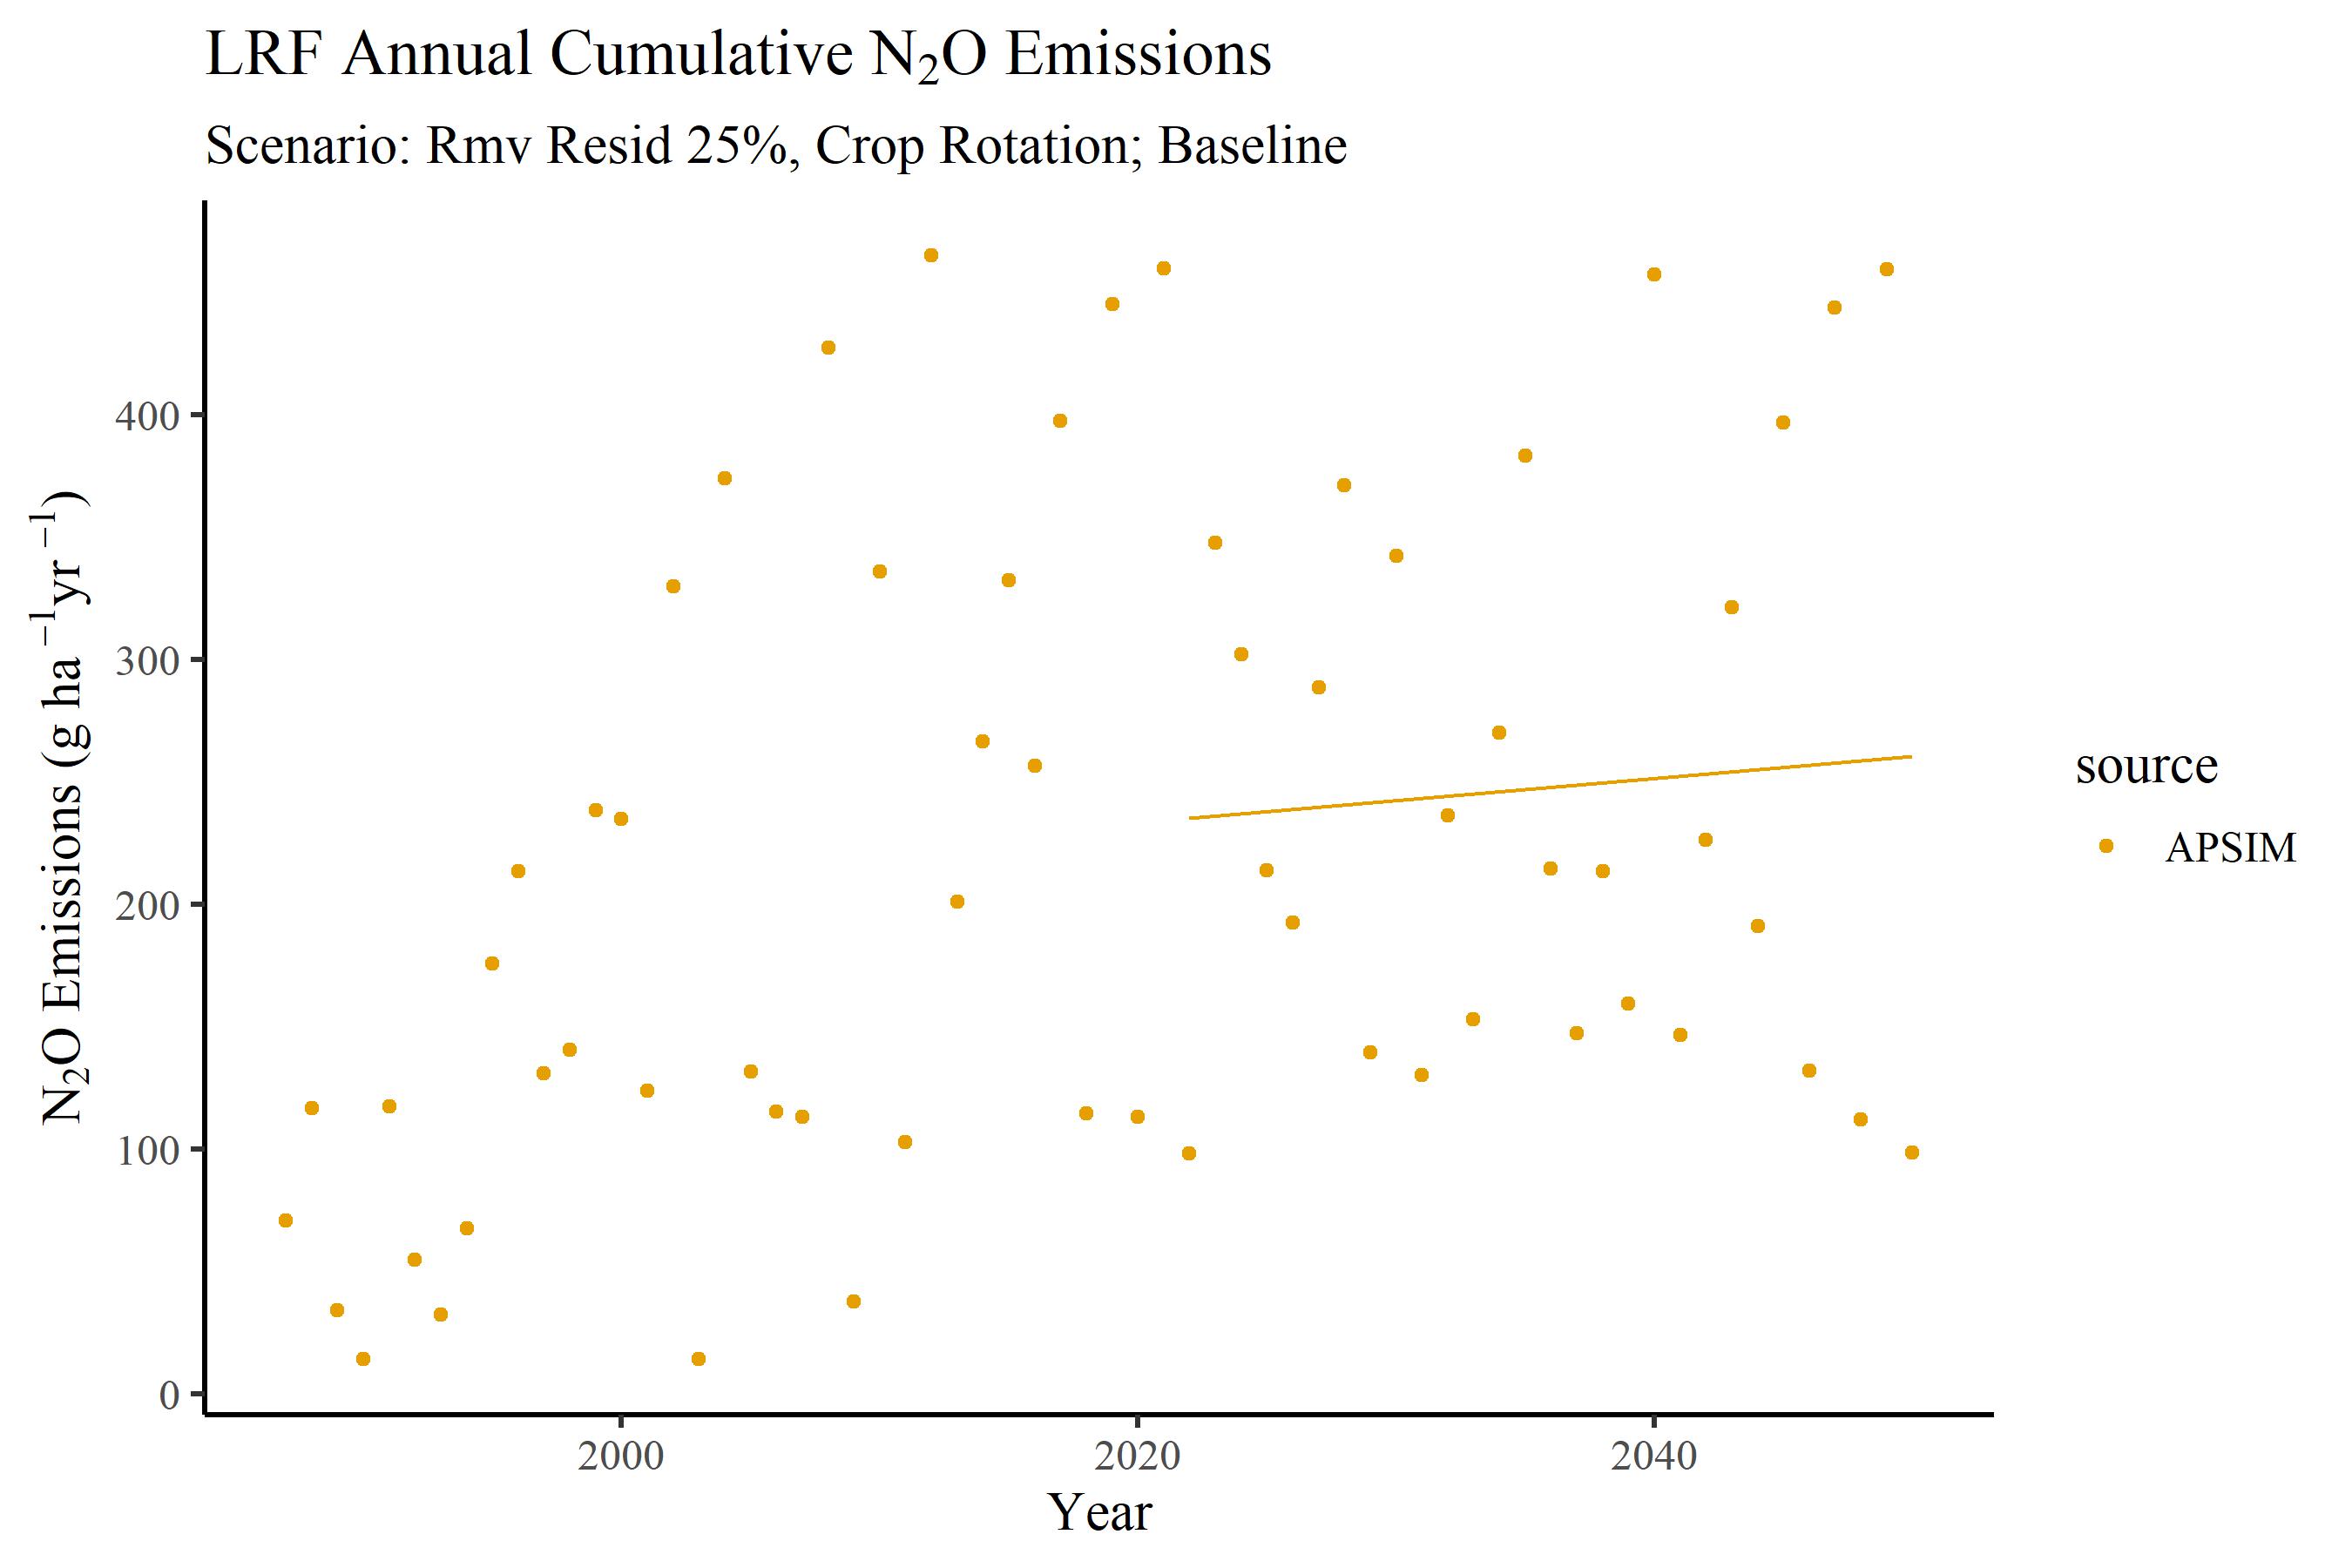 LRF Annual Cumulative N₂O Emissions
Scenario: Rmv Resid 25%, Crop Rotation; Baseline
N₂O Emissions (g ha⁻¹yr⁻¹)
400
300
200
100
0
2000 2020 2040
Year
source
APSIM